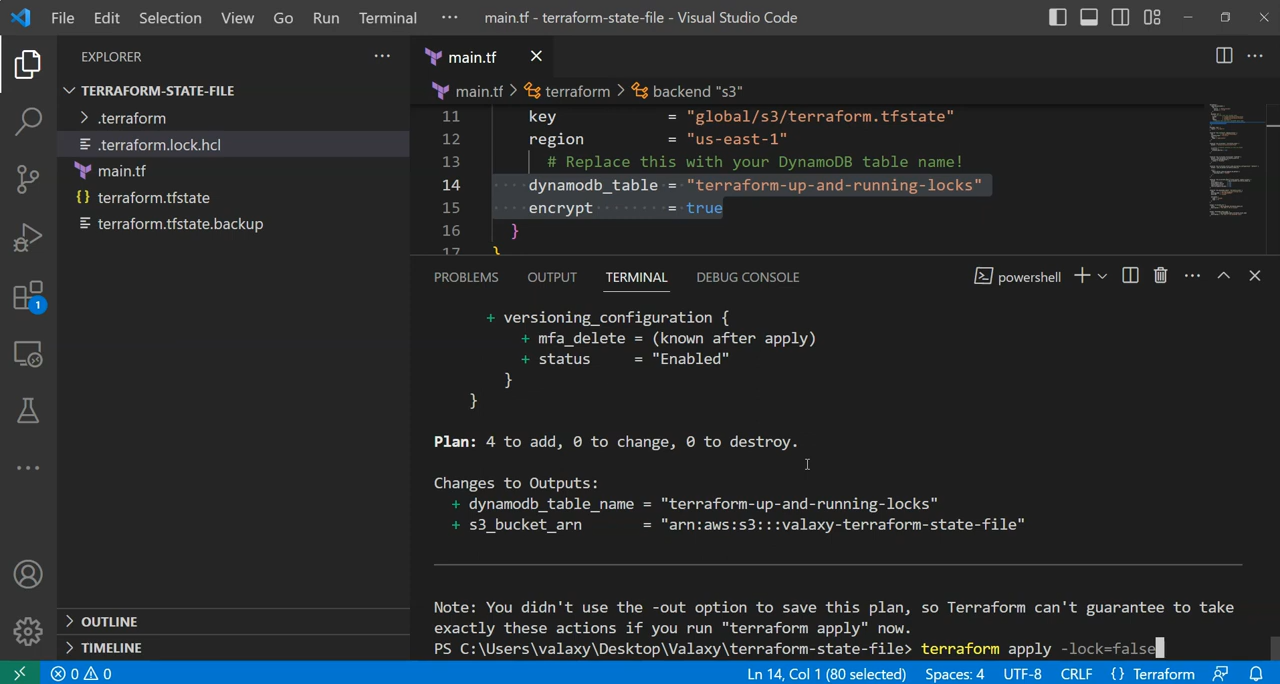 File Edit Selection View Go Run Terminal ··· main.tf - terraform-state-file - Visual Studio Code
EXPLORER ···
TERRAFORM-STATE-FILE
.terraform
.terraform.lock.hcl
main.tf
{} terraform.tfstate
terraform.tfstate.backup
OUTLINE
TIMELINE
1
main.tf
main.tf > terraform > backend "s3"
11 key = "global/s3/terraform.tfstate"
12 region = "us-east-1"
13 # Replace this with your DynamoDB table name!
14 ····dynamodb_table·=·"terraform-up-and-running-locks"
15 ····encrypt········=·true
16 }
17 }
PROBLEMS OUTPUT TERMINAL DEBUG CONSOLE powershell
+ versioning_configuration {
+ mfa_delete = (known after apply)
+ status = "Enabled"
}
}
Plan: 4 to add, 0 to change, 0 to destroy.
Changes to Outputs:
+ dynamodb_table_name = "terraform-up-and-running-locks"
+ s3_bucket_arn = "arn:aws:s3:::valaxy-terraform-state-file"
Note: You didn't use the -out option to save this plan, so Terraform can't guarantee to take
exactly these actions if you run "terraform apply" now.
PS C:\Users\valaxy\Desktop\Valaxy\terraform-state-file> terraform apply -lock=false
0 0 Ln 14, Col 1 (80 selected) Spaces: 4 UTF-8 CRLF {} Terraform